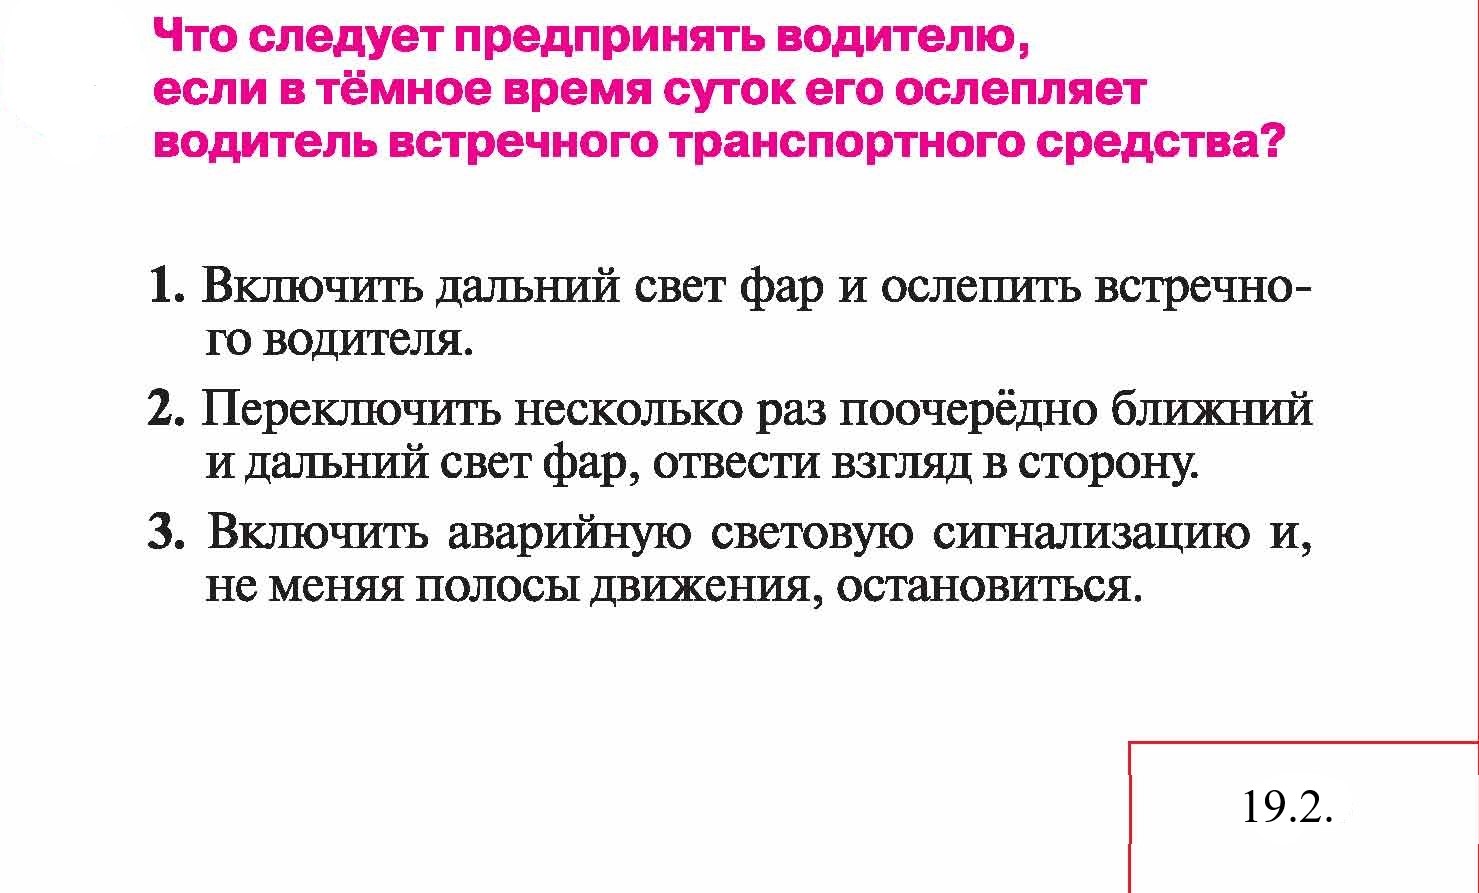 Что следует предпринять водителю,
если в тёмное время суток его ослепляет
водитель встречного транспортного средства?
1. Включить дальний свет фар и ослепить встречно-
го водителя.
2. Переключить несколько раз поочерёдно ближний
и дальний свет фар, отвести взгляд в сторону.
3. Включить аварийную световую сигнализацию и,
не меняя полосы движения, остановиться.
19.2.